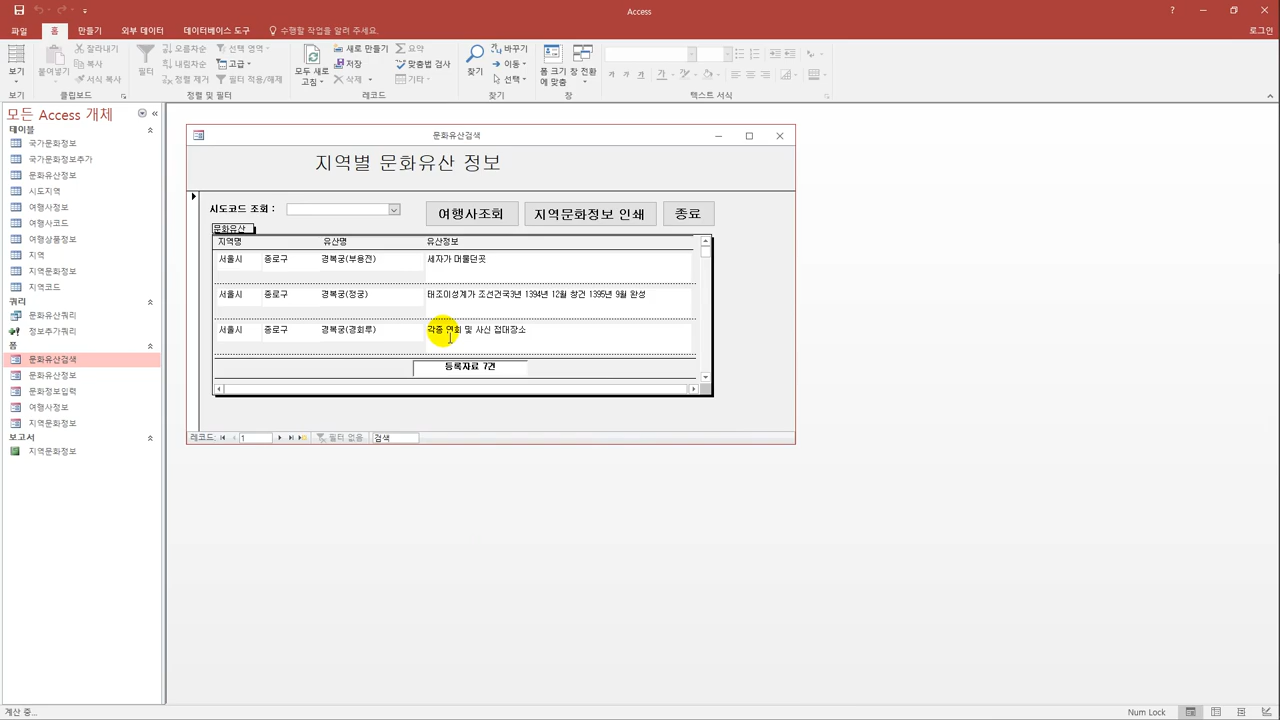 Access
로그인
파일 홈 만들기 외부 데이터 데이터베이스 도구 수행할 작업을 알려 주세요.
보기
붙여넣기
잘라내기
복사
서식 복사
필터
오름차순
내림차순
정렬 제거
선택 영역
고급
필터 적용/해제
모두 새로 고침
새로 만들기
저장
삭제
요약
맞춤법 검사
기타
찾기
바꾸기
이동
선택
폼 크기에 맞춤
창 전환
가 가 가
보기 클립보드 정렬 및 필터 레코드 찾기 창 텍스트 서식
모든 Access 개체
테이블
국가문화정보
국가문화정보추가
문화유산정보
시도지역
여행사정보
여행사코드
여행상품정보
지역
지역문화정보
지역코드
쿼리
문화유산쿼리
정보추가쿼리
폼
문화유산검색
문화유산정보
문화정보입력
여행사정보
지역문화정보
보고서
지역문화정보
문화유산검색
지역별 문화유산 정보
시도코드 조회 :
여행사조회 지역문화정보 인쇄 종료
문화유산
지역명 유산명 유산정보
서울시 종로구 경복궁(부용전) 세자가 머물던곳
서울시 종로구 경복궁(정궁) 태조이성계가 조선건국3년 1394년 12월 창건 1395년 9월 완성
서울시 종로구 경복궁(경회루) 각종 연회 및 사신 접대장소
등록자료 7건
레코드: 1 필터 없음 검색
계산 중...
Num Lock